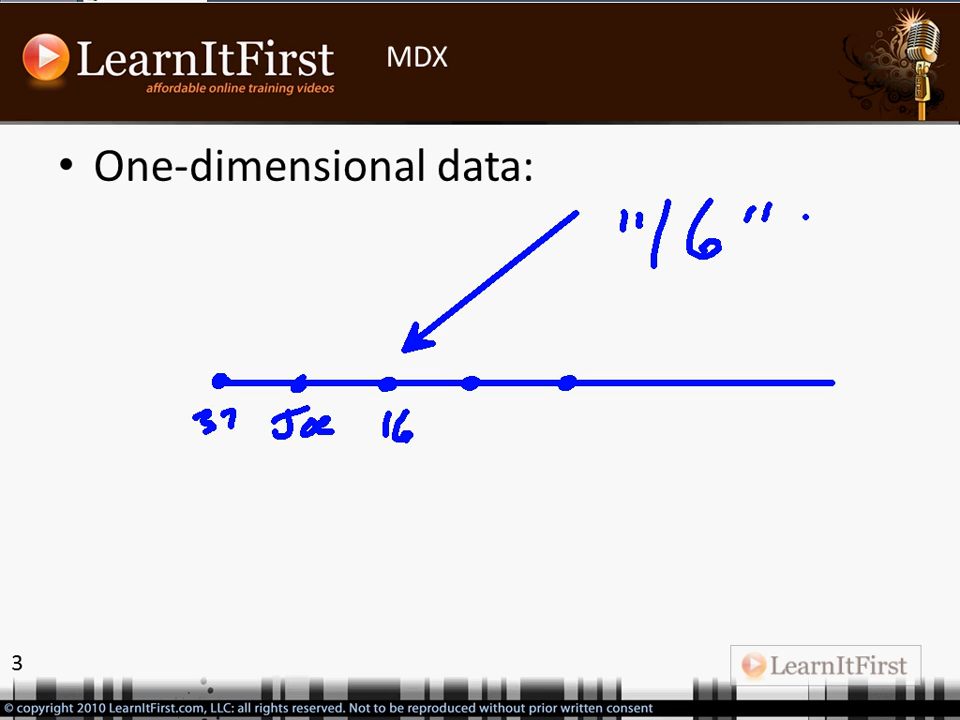 LearnItFirst
MDX
affordable online training videos
• One-dimensional data:
"/6"
37 Joe 16
3
LearnItFirst
© copyright 2010 LearnItFirst.com, LLC: all rights reserved. Not to be reproduced without prior written consent